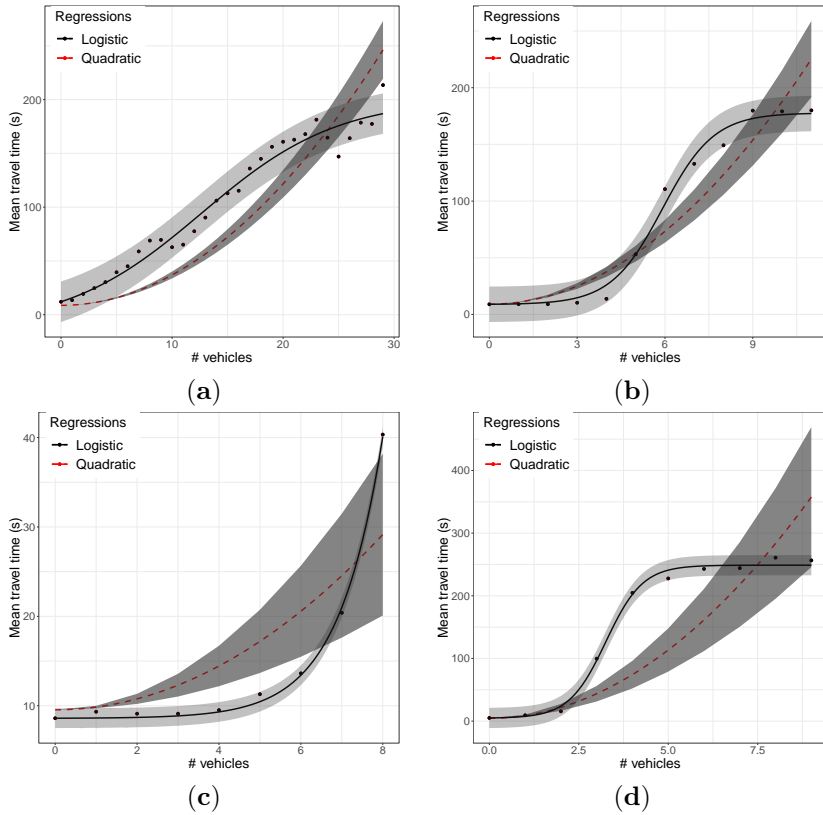 Regressions
Logistic
Quadratic
Mean travel time (s)
200
100
0
0 10 20 30
# vehicles
(a)
Regressions
Logistic
Quadratic
Mean travel time (s)
200
100
0
0 3 6 9
# vehicles
(b)
Regressions
Logistic
Quadratic
Mean travel time (s)
40
30
20
10
0 2 4 6 8
# vehicles
(c)
Regressions
Logistic
Quadratic
Mean travel time (s)
400
300
200
100
0
0.0 2.5 5.0 7.5
# vehicles
(d)